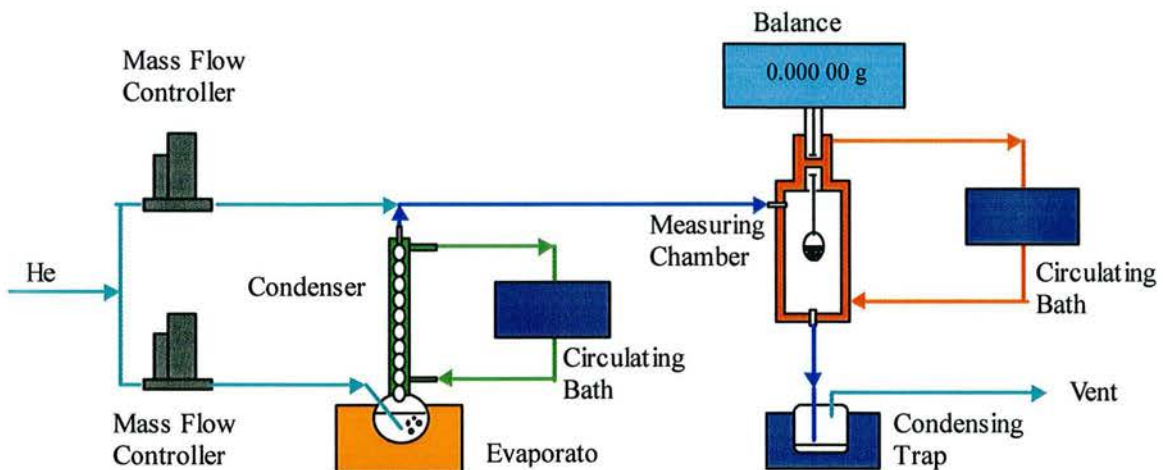 Balance
0.000 00 g
Mass Flow
Controller
Measuring
Chamber
He
Condenser
Circulating
Bath
Circulating
Bath
Mass Flow
Controller
Evaporato
Condensing
Trap
Vent